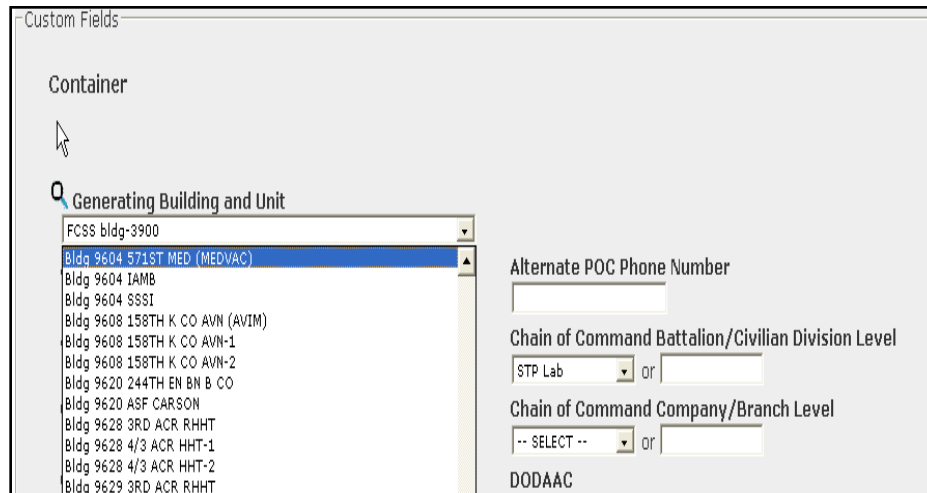 Custom Fields
Container
Generating Building and Unit
FCSS bldg-3900
Bldg 9604 571ST MED (MEDVAC)
Bldg 9604 IAMB
Bldg 9604 SSSI
Bldg 9608 158TH K CO AVN (AVIM)
Bldg 9608 158TH K CO AVN-1
Bldg 9608 158TH K CO AVN-2
Bldg 9620 244TH EN BN B CO
Bldg 9620 ASF CARSON
Bldg 9628 3RD ACR RHHT
Bldg 9628 4/3 ACR HHT-1
Bldg 9628 4/3 ACR HHT-2
Bldg 9629 3RD ACR RHHT
Alternate POC Phone Number
Chain of Command Battalion/Civilian Division Level
STP Lab or
Chain of Command Company/Branch Level
-- SELECT -- or
DODAAC